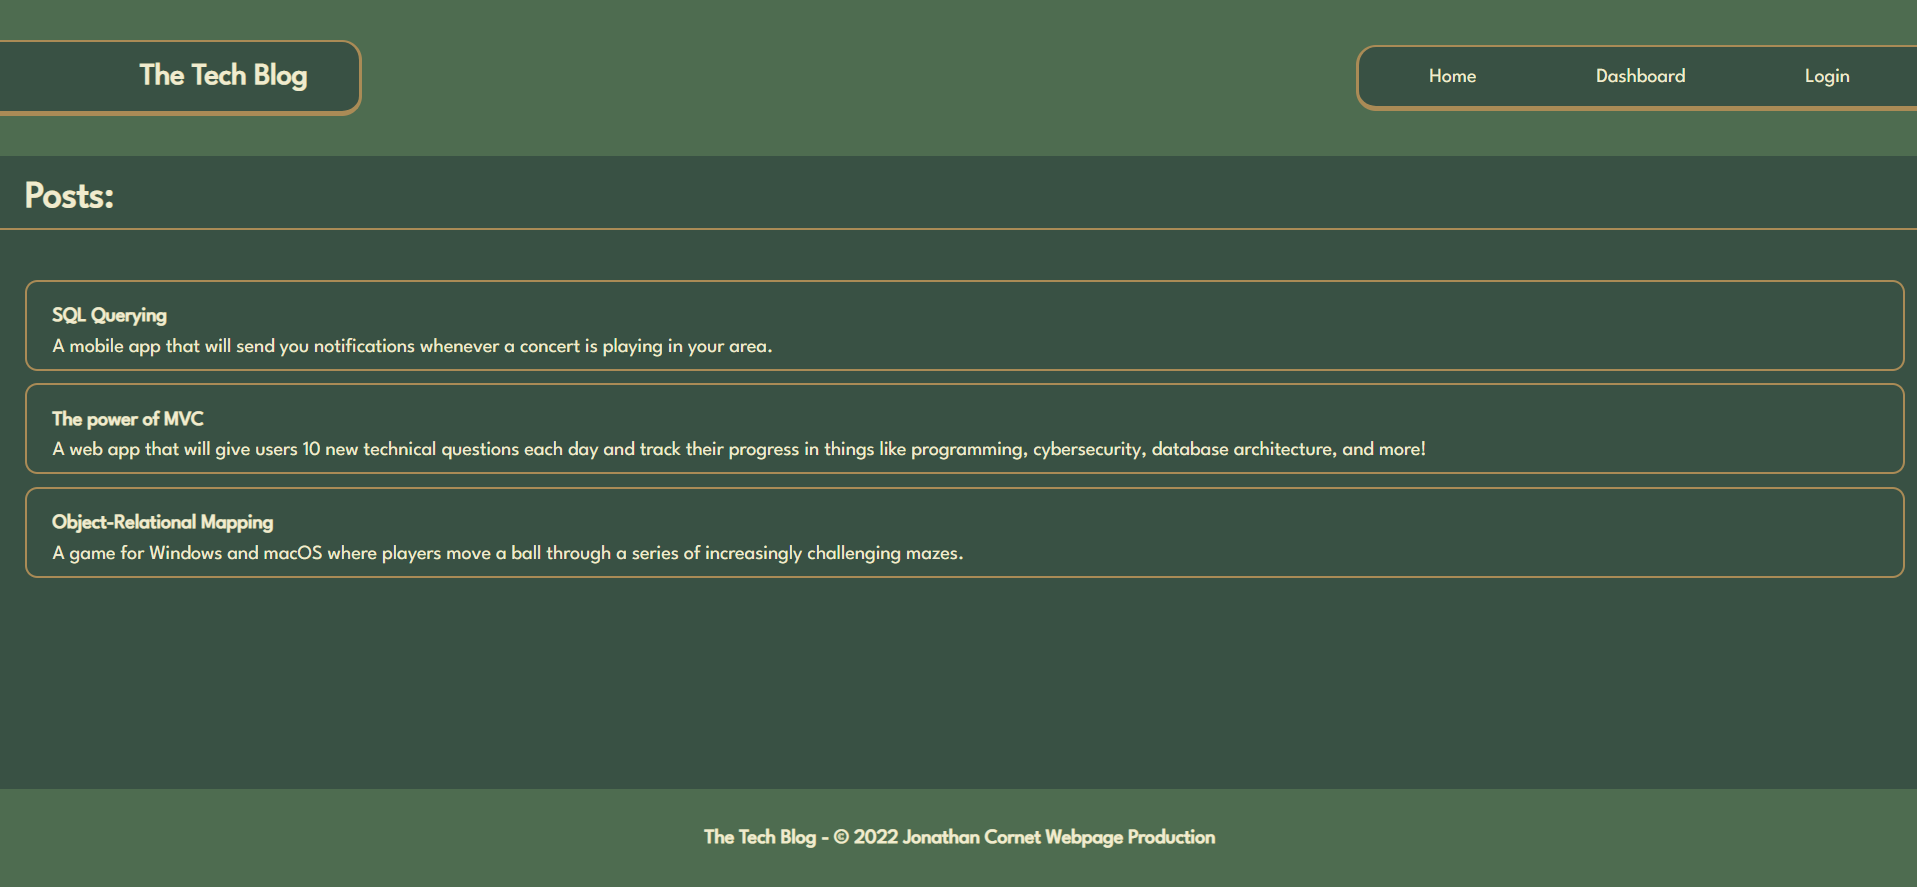 The Tech Blog
Home Dashboard Login
Posts:
SQL Querying
A mobile app that will send you notifications whenever a concert is playing in your area.
The power of MVC
A web app that will give users 10 new technical questions each day and track their progress in things like programming, cybersecurity, database architecture, and more!
Object-Relational Mapping
A game for Windows and macOS where players move a ball through a series of increasingly challenging mazes.
The Tech Blog - © 2022 Jonathan Cornet Webpage Production